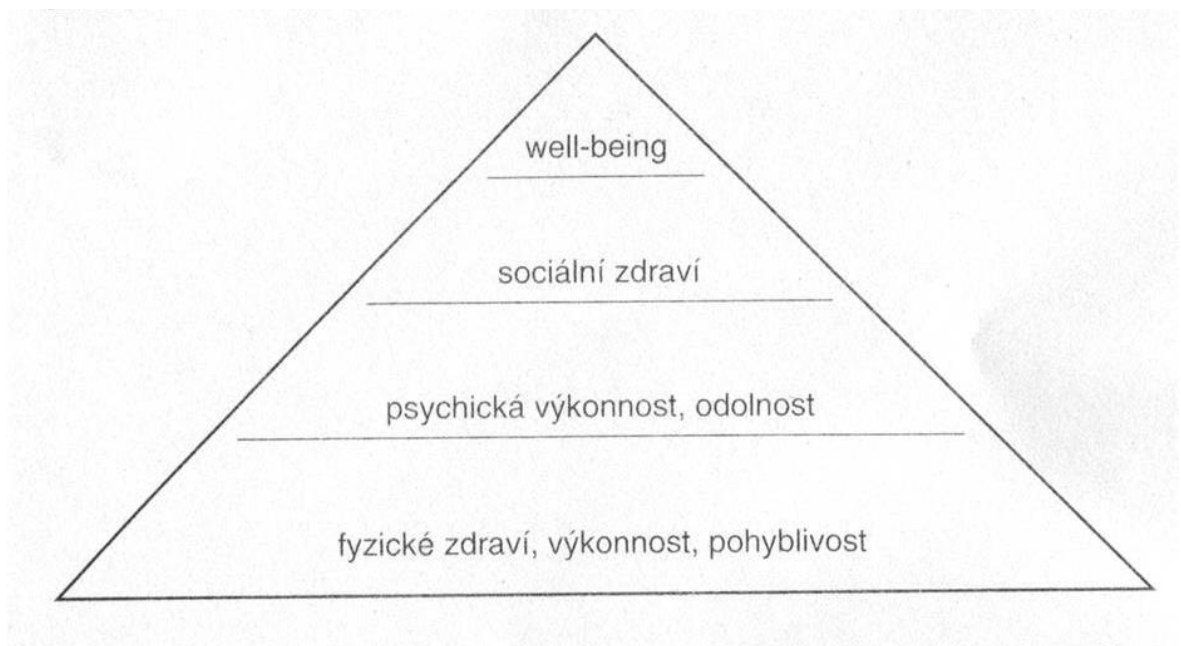 well-being
sociální zdraví
psychická výkonnost, odolnost
fyzické zdraví, výkonnost, pohyblivost